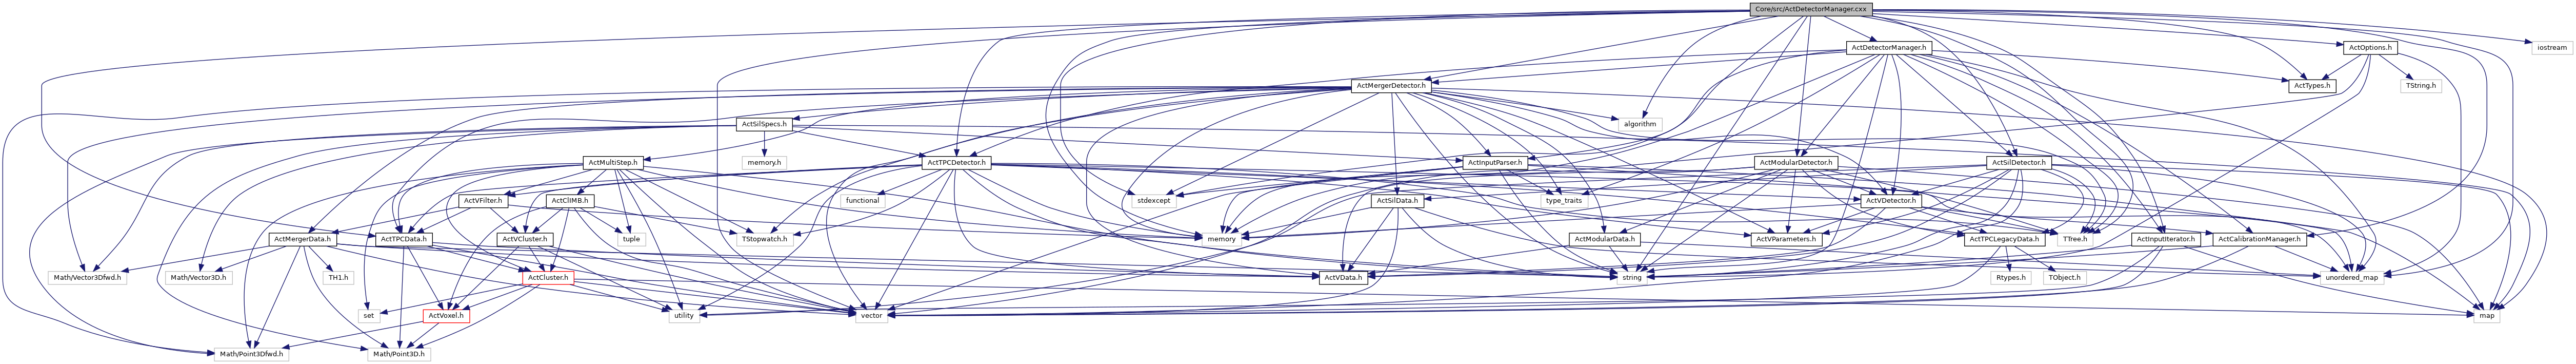 Core/src/ActDetectorManager.cxx
ActDetectorManager.h
ActOptions.h
iostream
ActMergerDetector.h
ActTypes.h
TString.h
ActSilSpecs.h
algorithm
ActMultiStep.h
memory.h
ActTPCDetector.h
ActInputParser.h
ActModularDetector.h
ActSilDetector.h
ActVFilter.h
ActClIMB.h
functional
stdexcept
ActSilData.h
type_traits
ActVDetector.h
ActMergerData.h
ActTPCData.h
ActVCluster.h
tuple
TStopwatch.h
memory
ActModularData.h
ActVParameters.h
ActTPCLegacyData.h
TTree.h
ActInputIterator.h
ActCalibrationManager.h
Math/Vector3Dfwd.h
Math/Vector3D.h
TH1.h
ActCluster.h
ActVData.h
string
Rtypes.h
TObject.h
unordered_map
set
ActVoxel.h
utility
vector
map
Math/Point3Dfwd.h
Math/Point3D.h